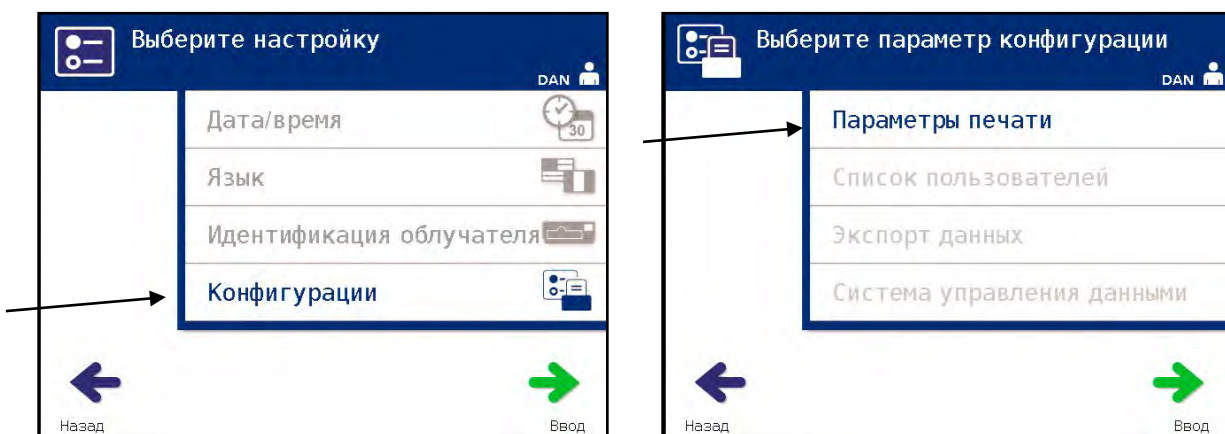 Выберите настройку
DAN
Дата/время
30
Язык
Идентификация облучателя
Конфигурации
Назад
Ввод
Выберите параметр конфигурации
DAN
Параметры печати
Список пользователей
Экспорт данных
Система управления данными
Назад
Ввод